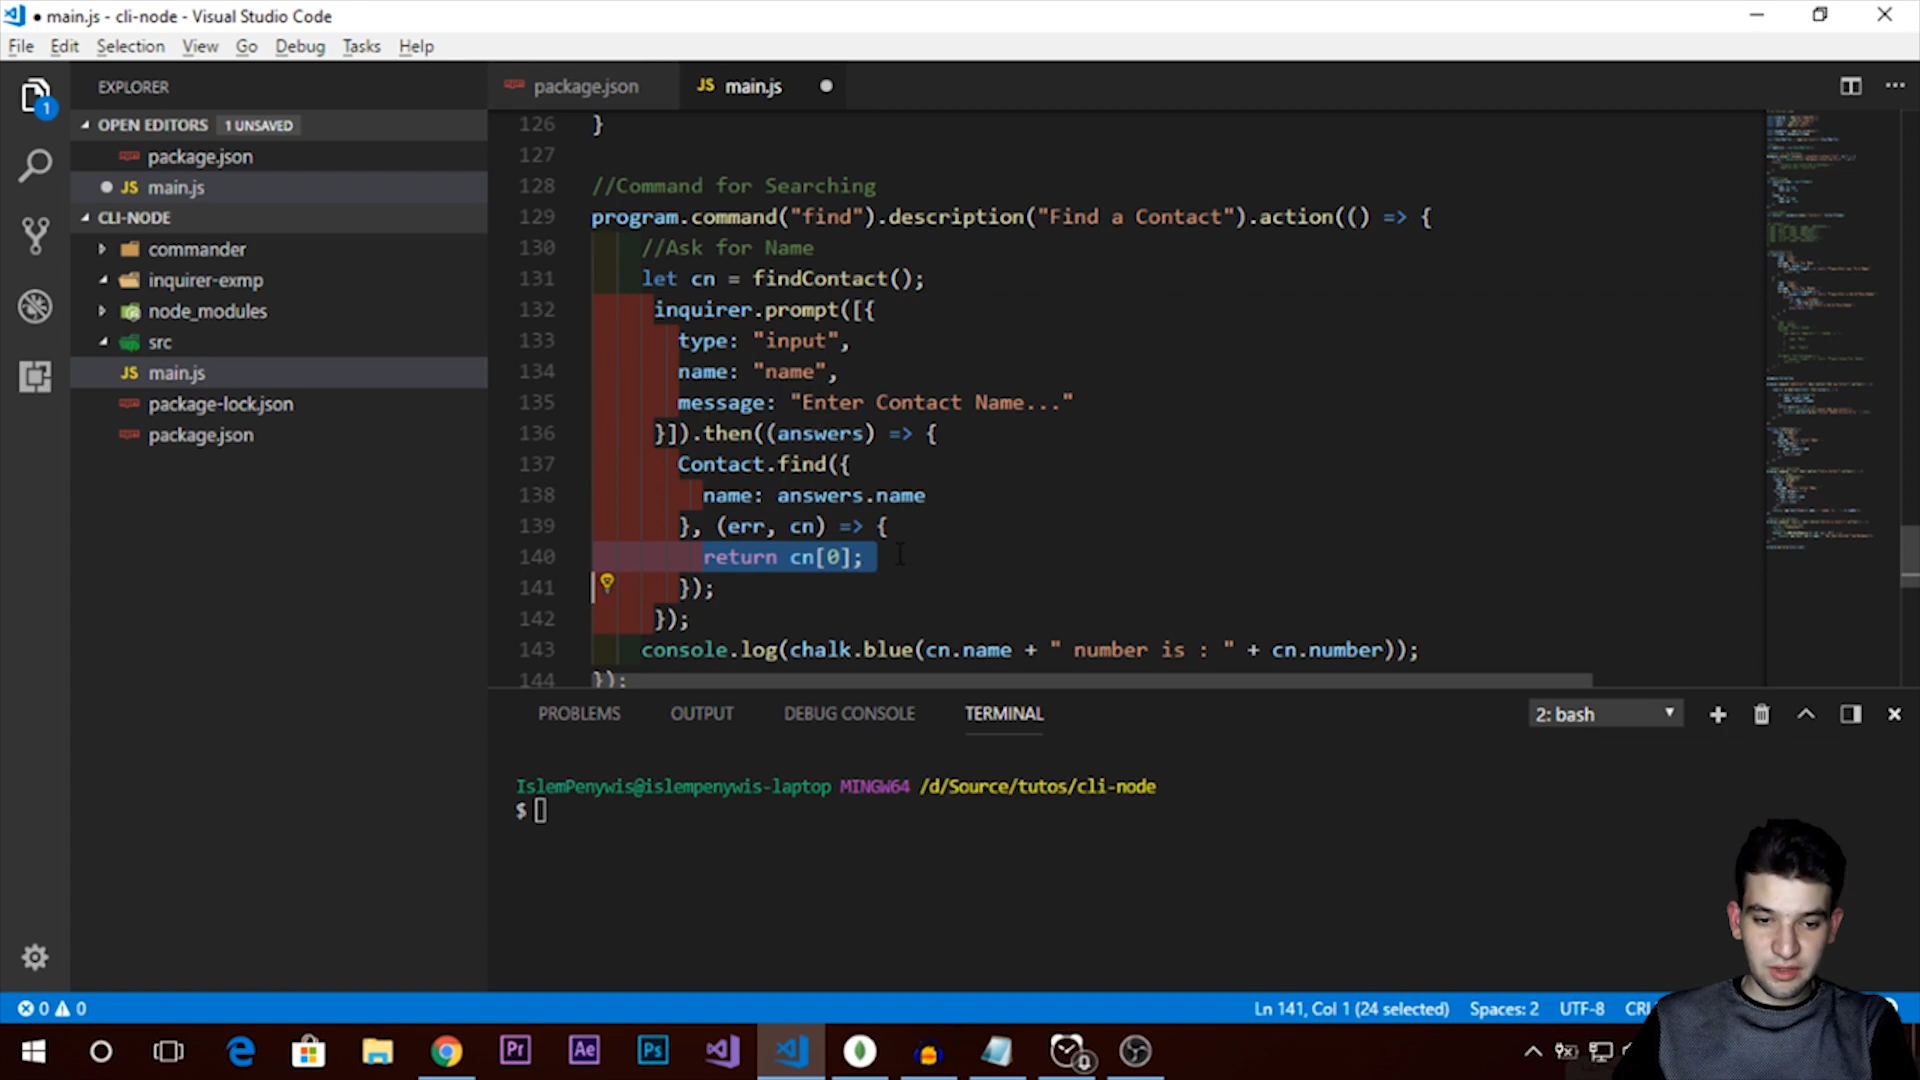 ● main.js - cli-node - Visual Studio Code
File Edit Selection View Go Debug Tasks Help
EXPLORER
1
OPEN EDITORS 1 UNSAVED
package.json
JS main.js
CLI-NODE
commander
inquirer-exmp
node_modules
src
JS main.js
package-lock.json
package.json
package.json JS main.js
126 }
127
128 //Command for Searching
129 program.command("find").description("Find a Contact").action(() => {
130 //Ask for Name
131 let cn = findContact();
132 inquirer.prompt([{
133 type: "input",
134 name: "name",
135 message: "Enter Contact Name..."
136 }]).then((answers) => {
137 Contact.find({
138 name: answers.name
139 }, (err, cn) => {
140 return cn[0];
141 });
142 });
143 console.log(chalk.blue(cn.name + " number is : " + cn.number));
144 });
PROBLEMS OUTPUT DEBUG CONSOLE TERMINAL 2: bash
IslemPenywis@islempenywis-laptop MINGW64 /d/Source/tutos/cli-node
$
0 0 Ln 141, Col 1 (24 selected) Spaces: 2 UTF-8
Pr Ae Ps